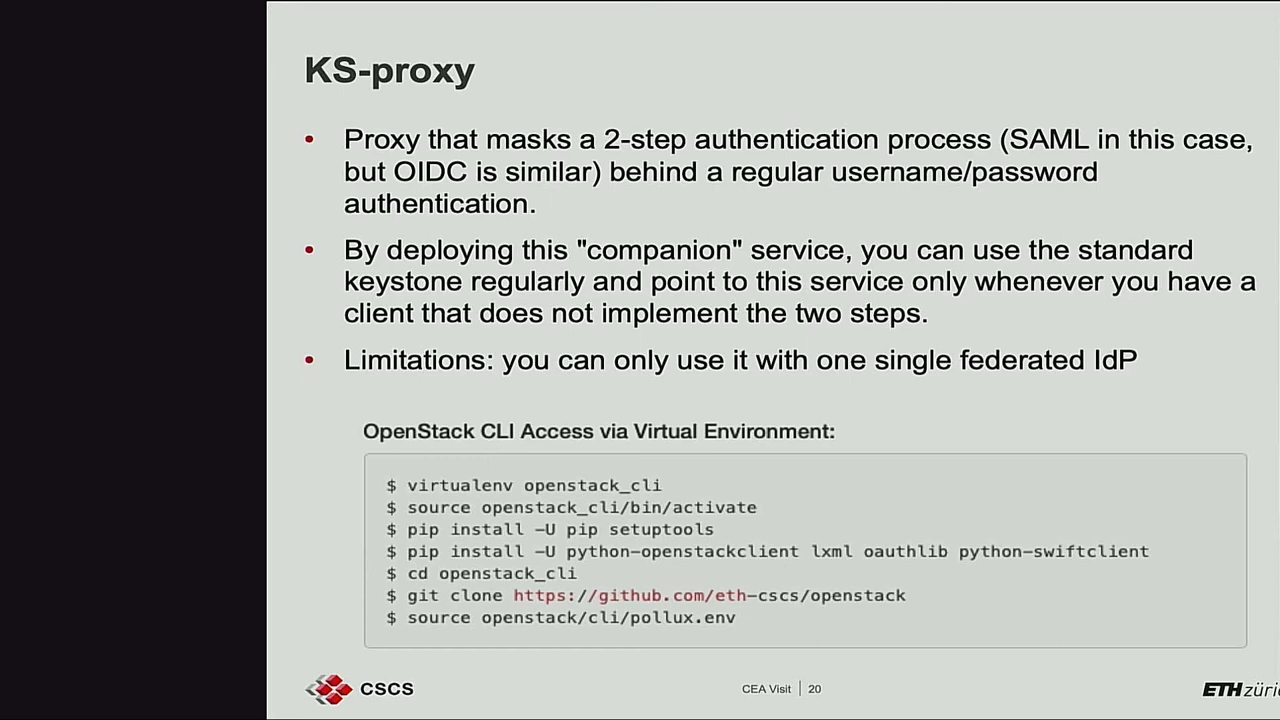 KS-proxy
• Proxy that masks a 2-step authentication process (SAML in this case,
but OIDC is similar) behind a regular username/password
authentication.
• By deploying this "companion" service, you can use the standard
keystone regularly and point to this service only whenever you have a
client that does not implement the two steps.
• Limitations: you can only use it with one single federated IdP
OpenStack CLI Access via Virtual Environment:
$ virtualenv openstack_cli
$ source openstack_cli/bin/activate
$ pip install -U pip setuptools
$ pip install -U python-openstackclient lxml oauthlib python-swiftclient
$ cd openstack_cli
$ git clone https://github.com/eth-cscs/openstack
$ source openstack/cli/pollux.env
CSCS
CEA Visit | 20
ETH züri